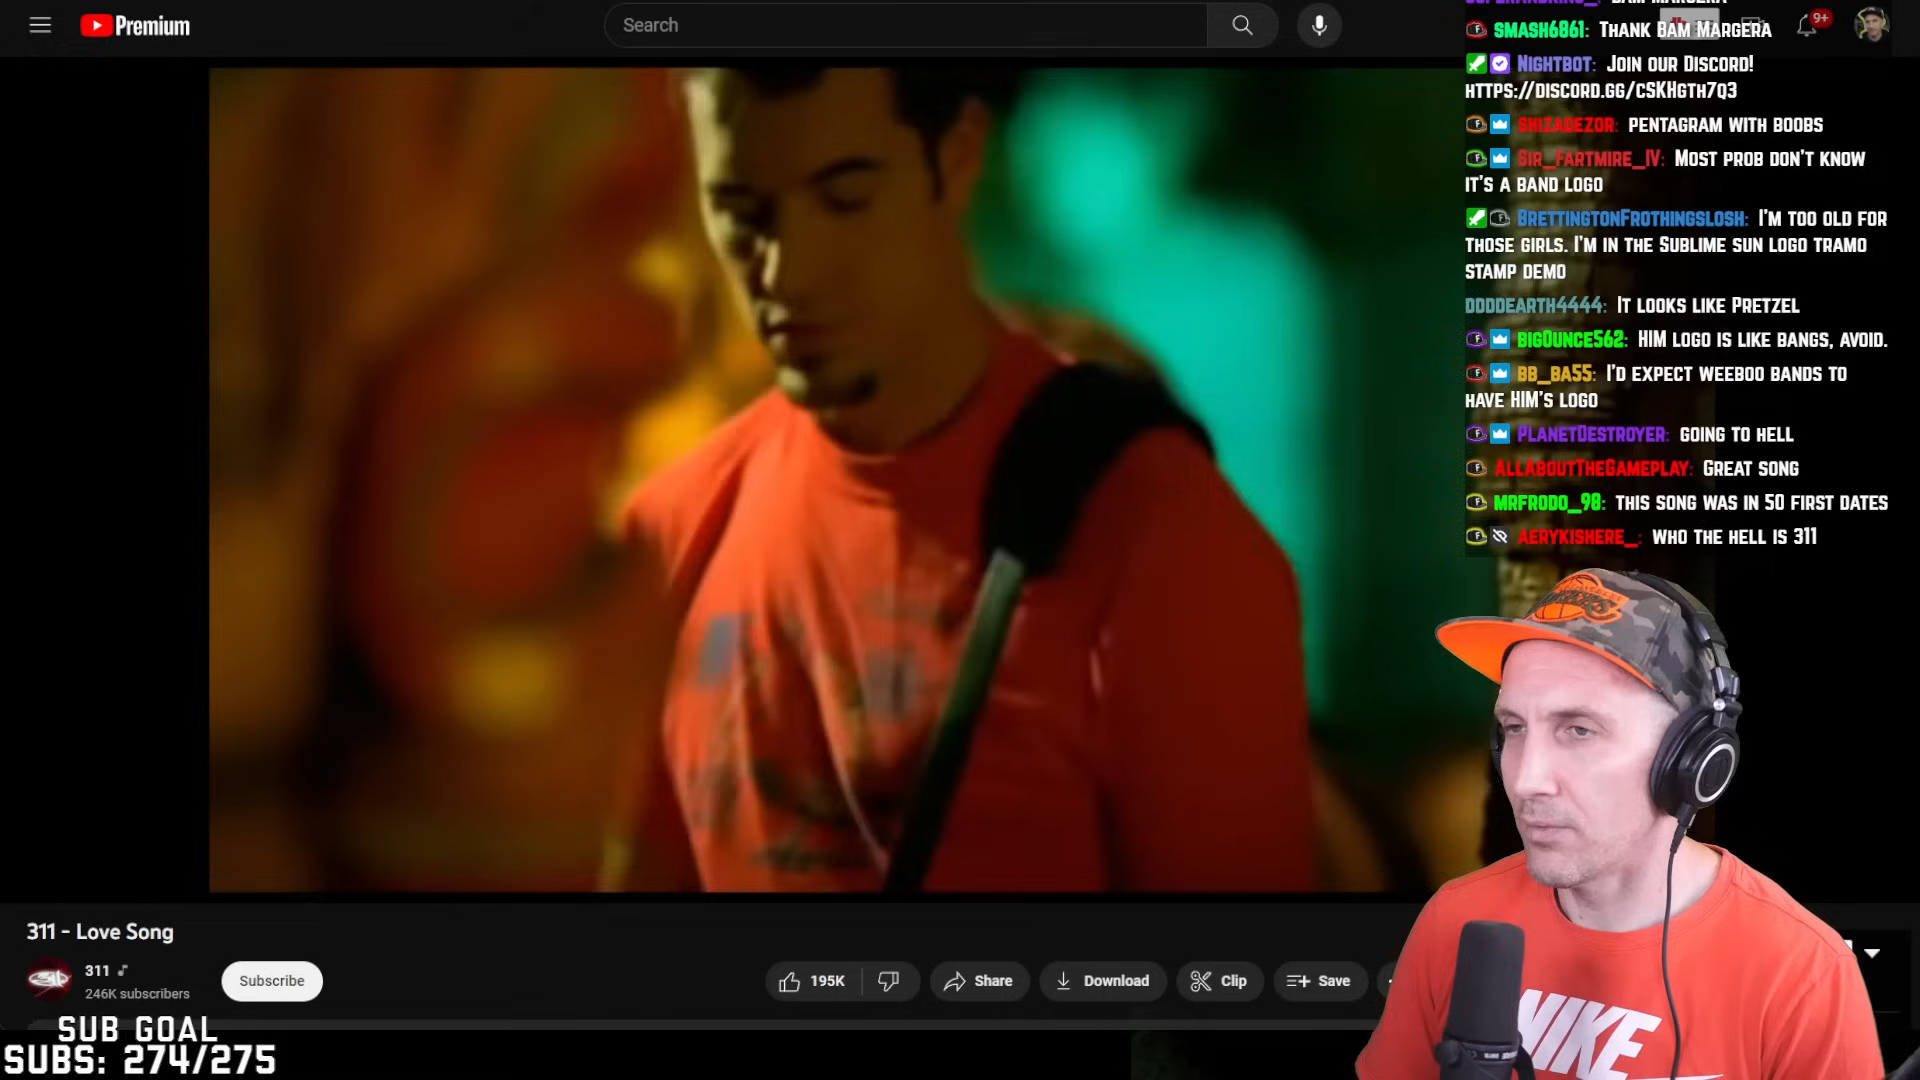 Premium
Search
9+
SMASH6861: THANK BAM MARGERA
NIGHTBOT: JOIN OUR DISCORD!
HTTPS://DISCORD.GG/CSKHGTH7Q3
SHIZADEZOR: PENTAGRAM WITH BOOBS
SIR_FARTMIRE_IV: MOST PROB DON'T KNOW
IT'S A BAND LOGO
BRETTINGTONFROTHINGSLOSH: I'M TOO OLD FOR
THOSE GIRLS. I'M IN THE SUBLIME SUN LOGO TRAMO
STAMP DEMO
DDDDEARTH4444: IT LOOKS LIKE PRETZEL
BIGOUNCE562: HIM LOGO IS LIKE BANGS, AVOID.
BB_BA55: I'D EXPECT WEEBOO BANDS TO
HAVE HIM'S LOGO
PLANETDESTROYER: GOING TO HELL
ALLABOUTTHEGAMEPLAY: GREAT SONG
MRFRODO_98: THIS SONG WAS IN 50 FIRST DATES
AERYKISHERE_: WHO THE HELL IS 311
311 - Love Song
311
246K subscribers
Subscribe
195K
Share
Download
Clip
Save
SUB GOAL
SUBS: 274/275
NIKE